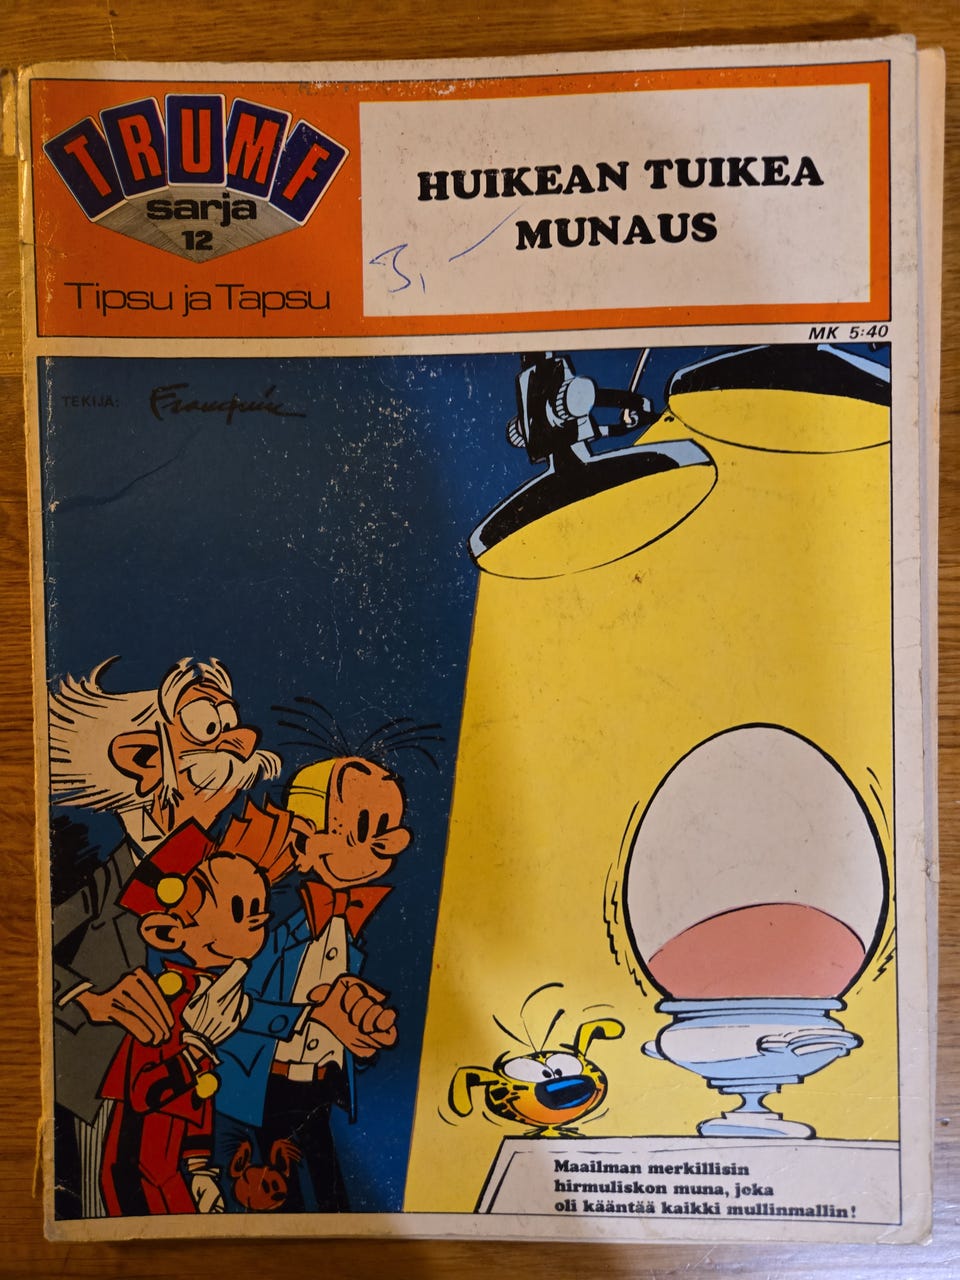 TRUMF
sarja
12
Tipsu ja Tapsu
HUIKEAN TUIKEA
MUNAUS
3,-
MK 5:40
TEKIJÄ: Franquin
Maailman merkillisin
hirmuliskon muna, joka
oli kääntää kaikki mullinmallin!